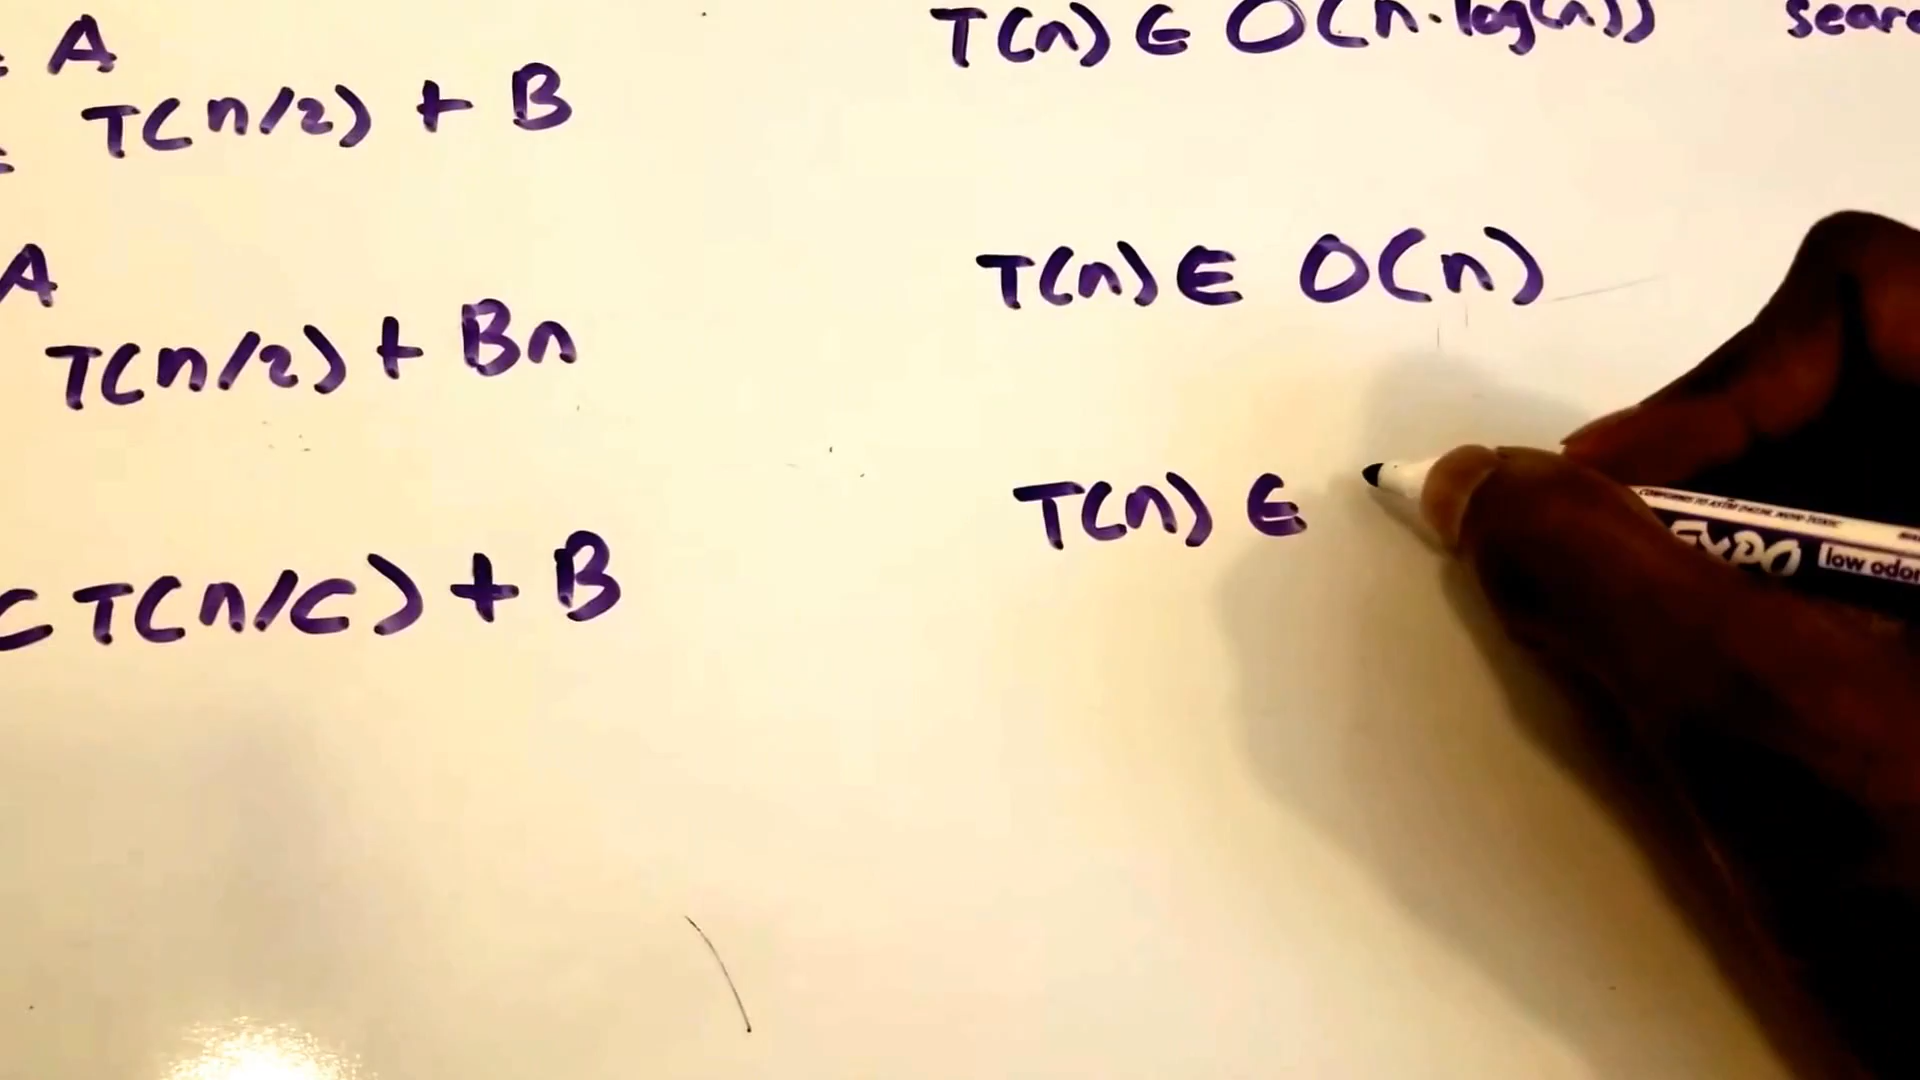 = A
T(n/2) + B
T(n) ∈ O(n·log(n))
A
T(n/2) + Bn
T(n) ∈ O(n)
C T(n/c) + B
T(n) ∈
EXPO low odor